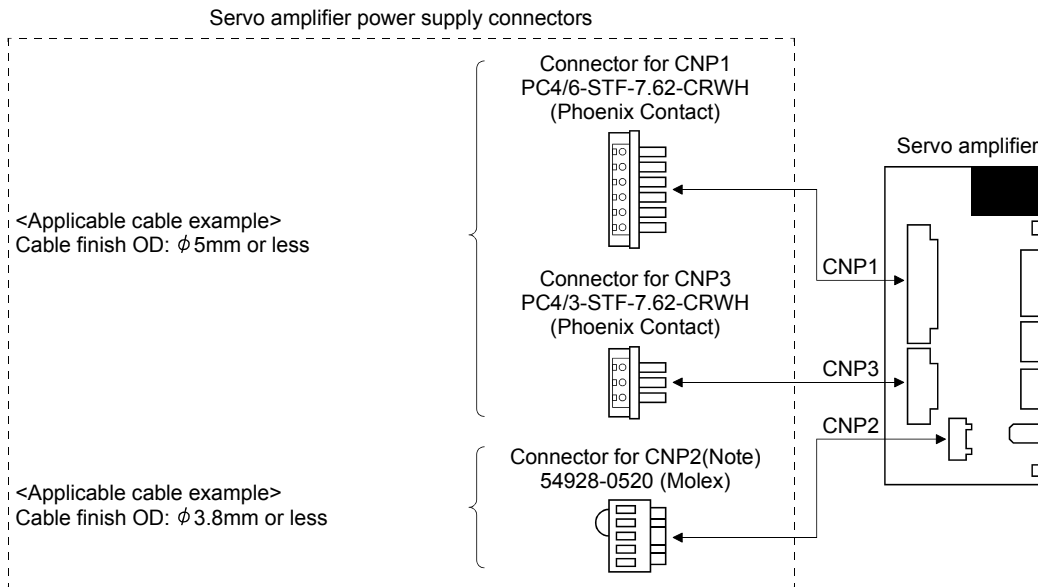 Servo amplifier power supply connectors
Connector for CNP1
PC4/6-STF-7.62-CRWH
(Phoenix Contact)
Servo amplifier
<Applicable cable example>
Cable finish OD: φ5mm or less
CNP1
Connector for CNP3
PC4/3-STF-7.62-CRWH
(Phoenix Contact)
CNP3
CNP2
Connector for CNP2(Note)
54928-0520 (Molex)
<Applicable cable example>
Cable finish OD: φ3.8mm or less